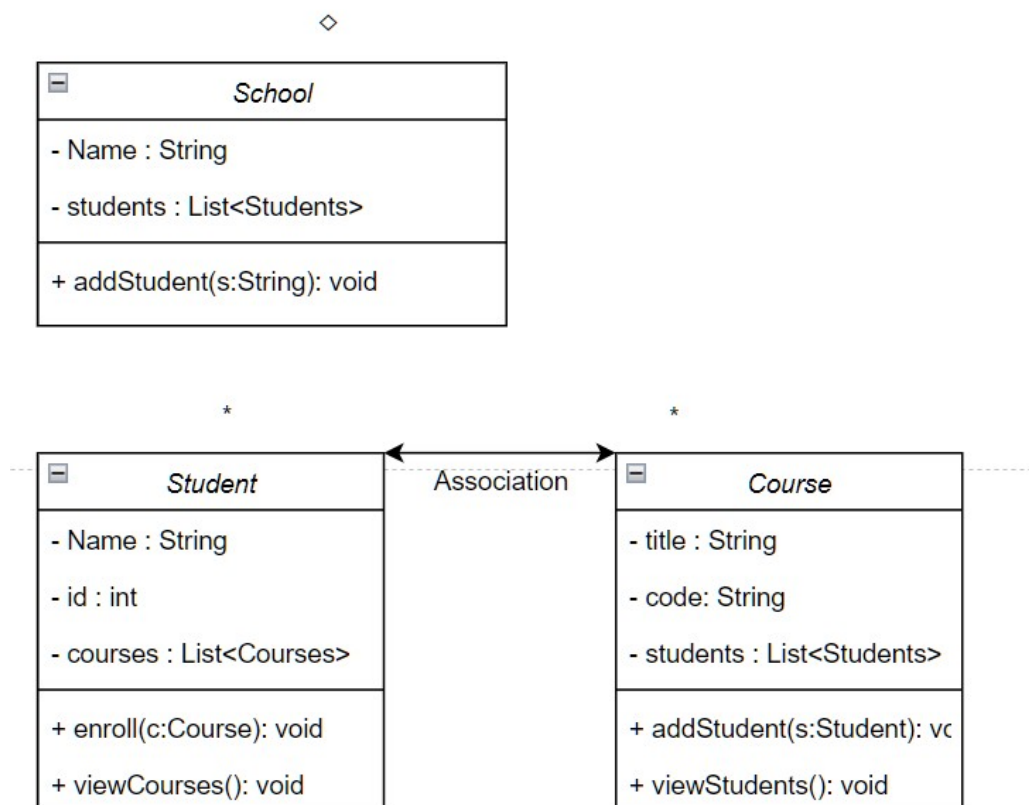 School
- Name : String
- students : List<Students>
+ addStudent(s:String): void
*
*
Association
Student
- Name : String
- id : int
- courses : List<Courses>
+ enroll(c:Course): void
+ viewCourses(): void
Course
- title : String
- code: String
- students : List<Students>
+ addStudent(s:Student): vo
+ viewStudents(): void